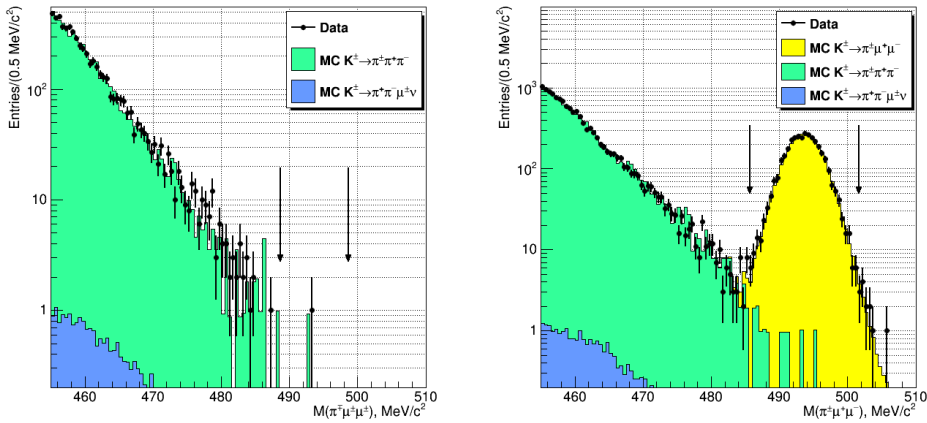 Entries/(0.5 MeV/c²)
10²
10
1
Data
MC K±→π±π⁺π⁻
MC K±→π⁺π⁻μ±ν
460 470 480 490 500 510
M(π∓μ±μ±), MeV/c²
Entries/(0.5 MeV/c²)
10³
10²
10
1
Data
MC K±→π±μ⁺μ⁻
MC K±→π±π⁺π⁻
MC K±→π⁺π⁻μ±ν
460 470 480 490 500 510
M(π±μ⁺μ⁻), MeV/c²